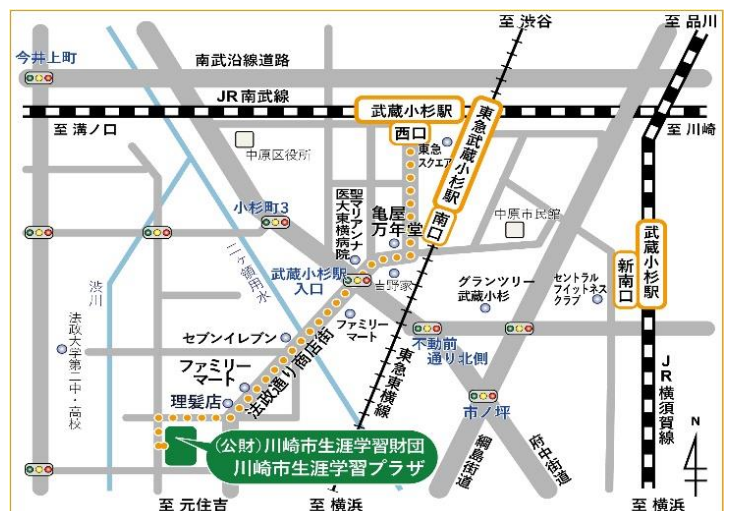 至 渋谷
至 品川
今井上町
南武沿線道路
JR南武線
武蔵小杉駅
西口
至 溝ノ口
至 川崎
中原区役所
東急
スクエア
東急武蔵小杉駅
南口
小杉町3
聖マリアンナ
医大東横病院
亀屋
万年堂
中原市民館
新南口
武蔵小杉駅
二ヶ領用水
渋川
武蔵小杉駅
入口
吉野家
グランツリー
武蔵小杉
セントラル
フィットネス
クラブ
法政大学第二中・高校
セブンイレブン
ファミリー
マート
不動前
通り北側
ファミリー
マート
法政通り商店街
東急東横線
理髪店
市ノ坪
JR横須賀線
N
(公財)川崎市生涯学習財団
川崎市生涯学習プラザ
綱島街道
府中街道
至 元住吉
至 横浜
至 横浜